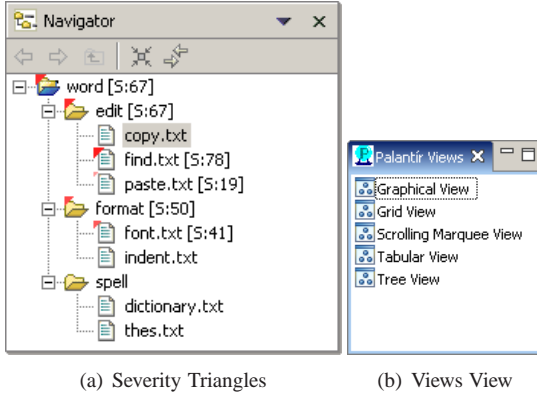 Navigator
word [S:67]
edit [S:67]
copy.txt
find.txt [S:78]
paste.txt [S:19]
format [S:50]
font.txt [S:41]
indent.txt
spell
dictionary.txt
thes.txt
(a) Severity Triangles
Palantír Views
Graphical View
Grid View
Scrolling Marquee View
Tabular View
Tree View
(b) Views View